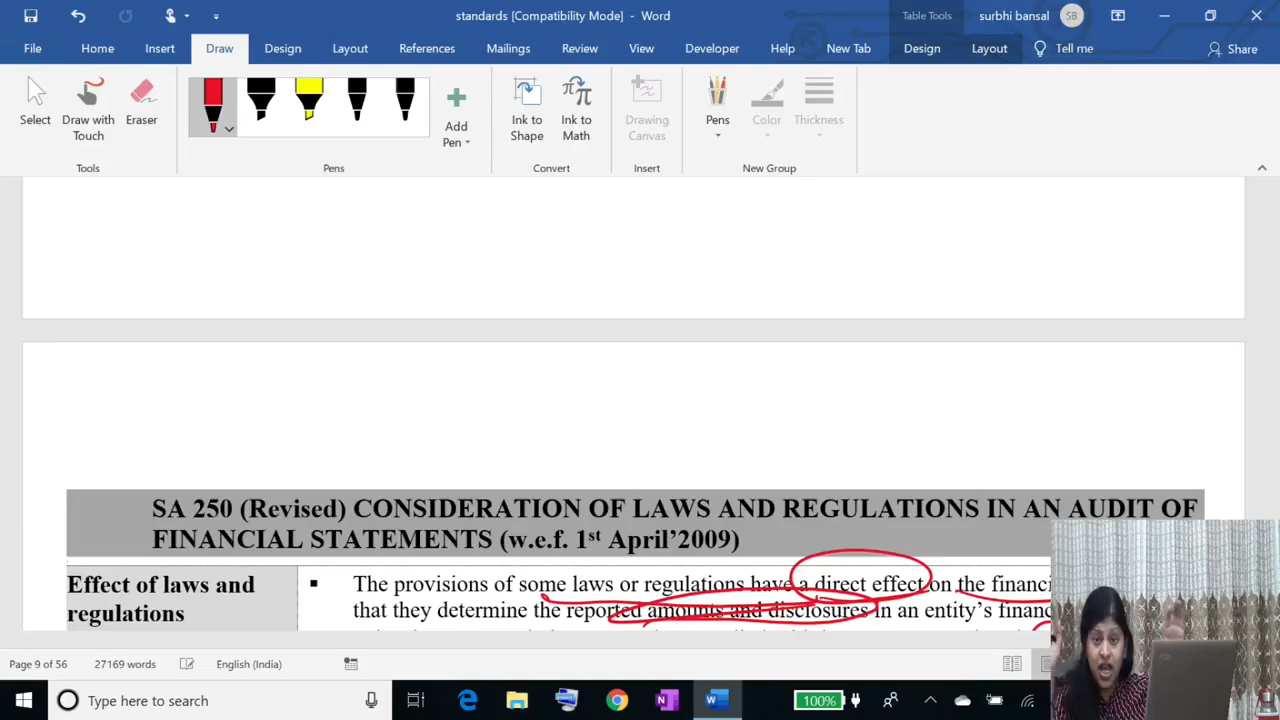 standards [Compatibility Mode] - Word
Table Tools
surbhi bansal
SB
File Home Insert Draw Design Layout References Mailings Review View Developer Help New Tab Design Layout Tell me Share
Select
Draw with Touch
Eraser
Add Pen
Ink to Shape
Ink to Math
Drawing Canvas
Pens
Color
Thickness
Tools Pens Convert Insert New Group
SA 250 (Revised) CONSIDERATION OF LAWS AND REGULATIONS IN AN AUDIT OF
FINANCIAL STATEMENTS (w.e.f. 1st April'2009)
Effect of laws and
regulations
▪ The provisions of some laws or regulations have a direct effect on the financi
that they determine the reported amounts and disclosures in an entity's financ
Page 9 of 56 27169 words English (India)
Type here to search
100%